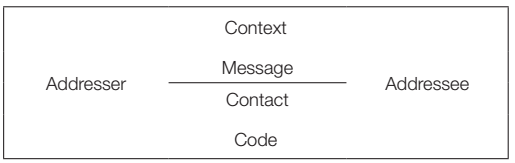 Context
Message
Addresser
Addressee
Contact
Code